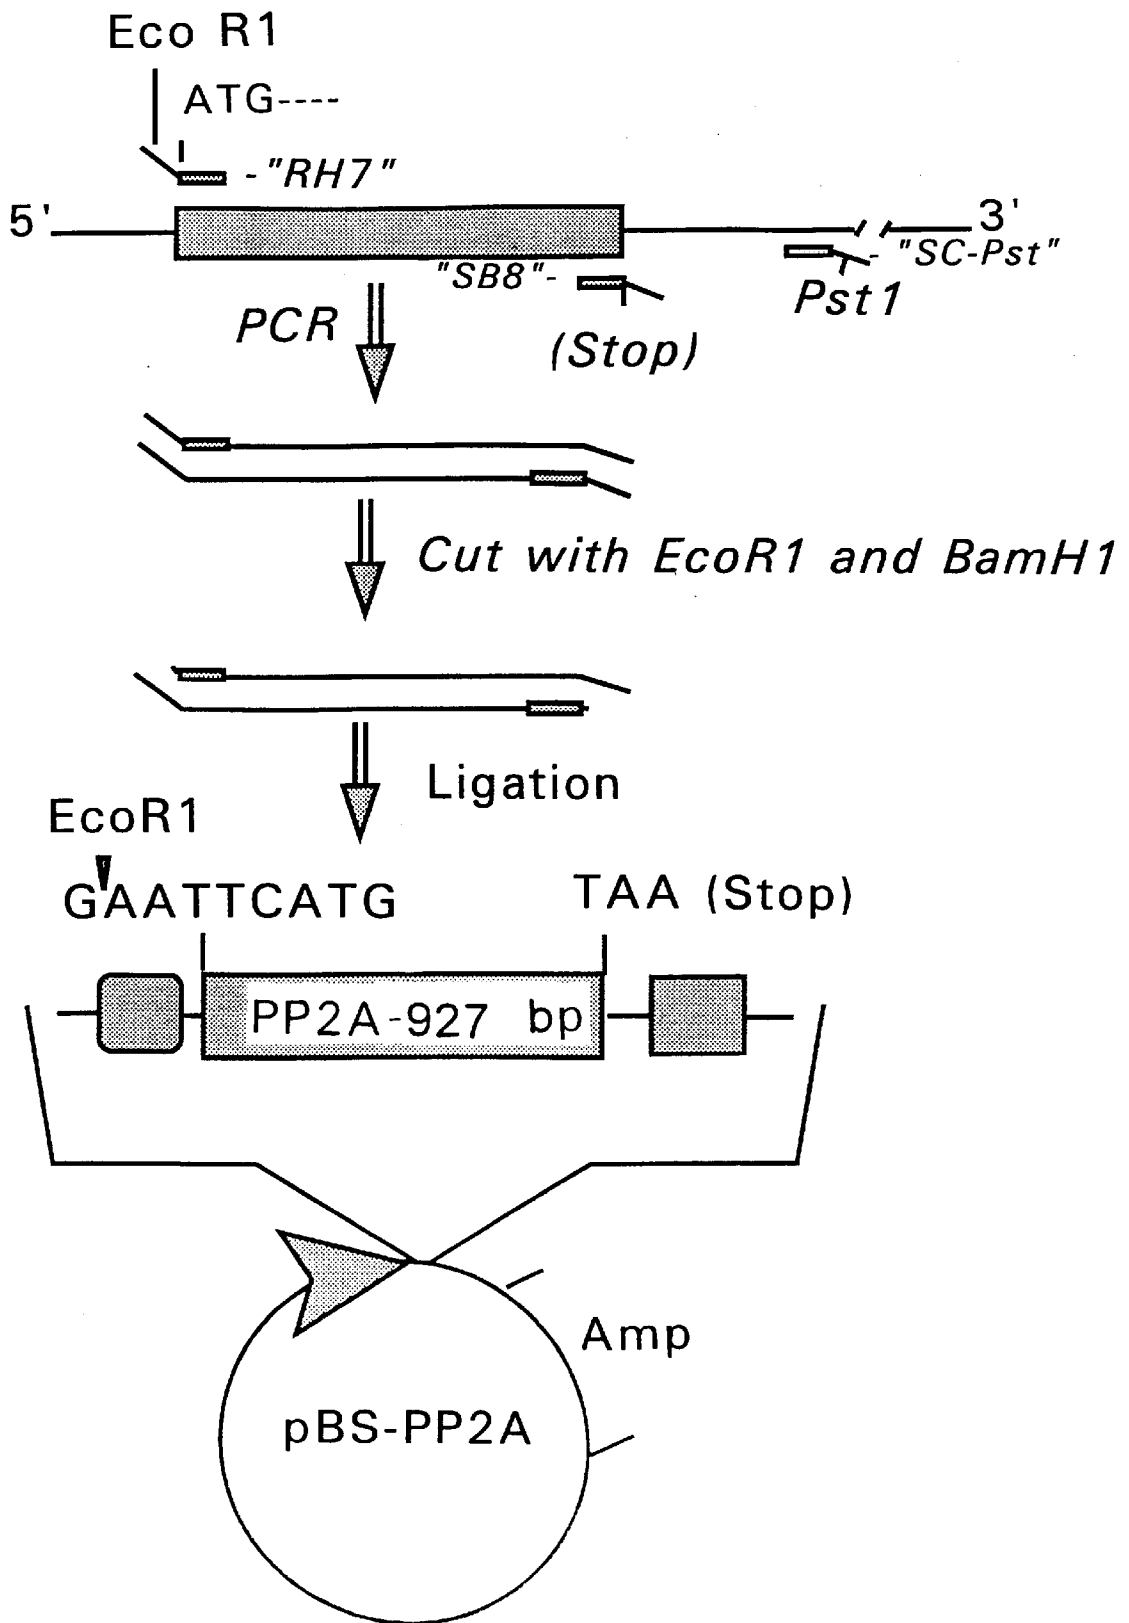 Eco R1
ATG----
-"RH7"
5'
3'
"SB8"-
- "SC-Pst"
Pst1
PCR
(Stop)
Cut with EcoR1 and BamH1
Ligation
EcoR1
GAATTCATG
TAA (Stop)
PP2A-927 bp
Amp
pBS-PP2A